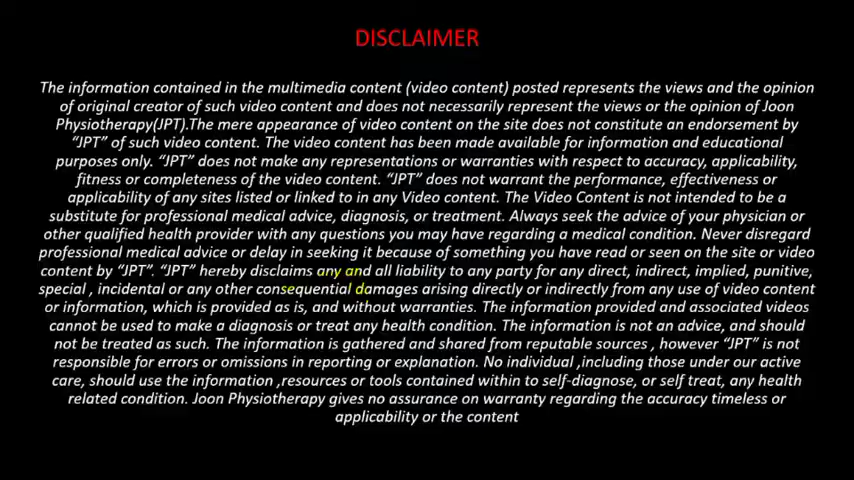 DISCLAIMER
The information contained in the multimedia content (video content) posted represents the views and the opinion
of original creator of such video content and does not necessarily represent the views or the opinion of Joon
Physiotherapy(JPT).The mere appearance of video content on the site does not constitute an endorsement by
“JPT” of such video content. The video content has been made available for information and educational
purposes only. “JPT” does not make any representations or warranties with respect to accuracy, applicability,
fitness or completeness of the video content. “JPT” does not warrant the performance, effectiveness or
applicability of any sites listed or linked to in any Video content. The Video Content is not intended to be a
substitute for professional medical advice, diagnosis, or treatment. Always seek the advice of your physician or
other qualified health provider with any questions you may have regarding a medical condition. Never disregard
professional medical advice or delay in seeking it because of something you have read or seen on the site or video
content by “JPT”. “JPT” hereby disclaims any and all liability to any party for any direct, indirect, implied, punitive,
special , incidental or any other consequential damages arising directly or indirectly from any use of video content
or information, which is provided as is, and without warranties. The information provided and associated videos
cannot be used to make a diagnosis or treat any health condition. The information is not an advice, and should
not be treated as such. The information is gathered and shared from reputable sources , however “JPT” is not
responsible for errors or omissions in reporting or explanation. No individual ,including those under our active
care, should use the information ,resources or tools contained within to self-diagnose, or self treat, any health
related condition. Joon Physiotherapy gives no assurance on warranty regarding the accuracy timeless or
applicability or the content